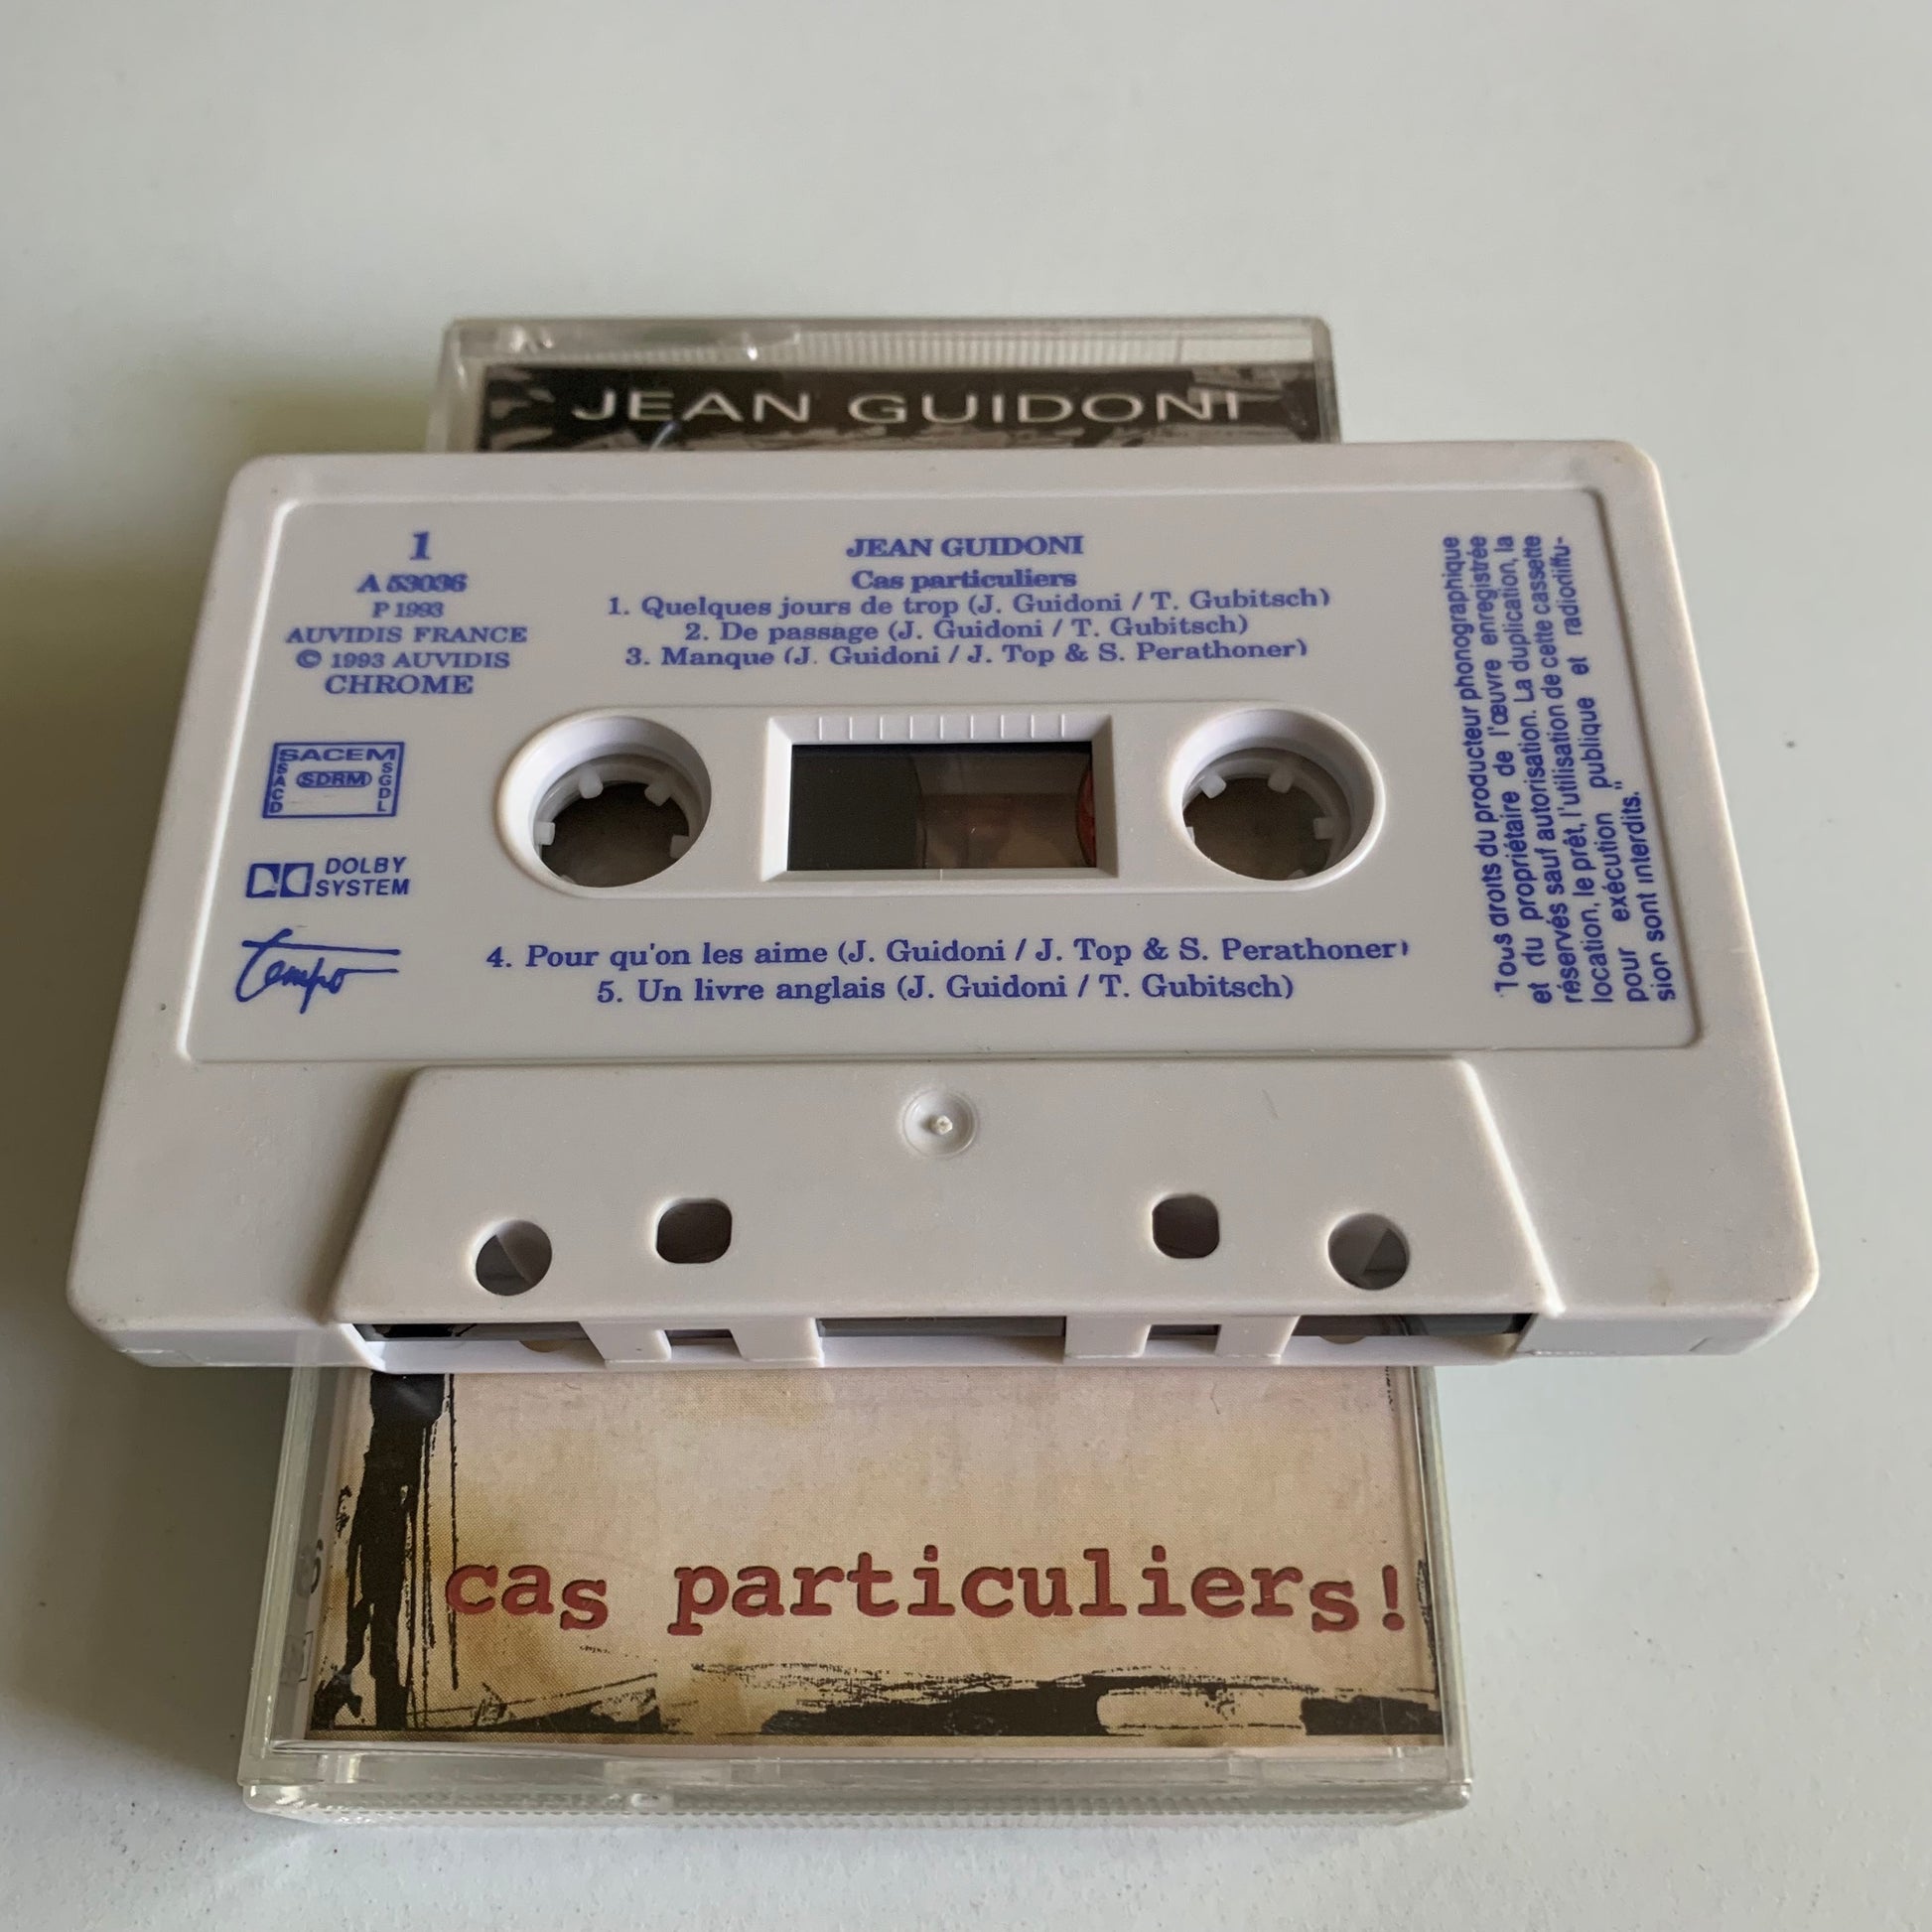 JEAN GUIDONI
1
A 53036
P 1993
AUVIDIS FRANCE
© 1993 AUVIDIS
CHROME
SACEM
SACD
SDRM
SGDL
DOLBY
SYSTEM
Tempo
JEAN GUIDONI
Cas particuliers
1. Quelques jours de trop (J. Guidoni / T. Gubitsch)
2. De passage (J. Guidoni / T. Gubitsch)
3. Manque (J. Guidoni / J. Top & S. Perathoner)
4. Pour qu'on les aime (J. Guidoni / J. Top & S. Perathoner)
5. Un livre anglais (J. Guidoni / T. Gubitsch)
Tous droits du producteur phonographique
et du propriétaire de l'œuvre enregistrée
réservés sauf autorisation. La duplication, la
location, le prêt, l'utilisation de cette cassette
pour exécution publique et radiodiffu-
sion sont interdits.
cas particuliers!